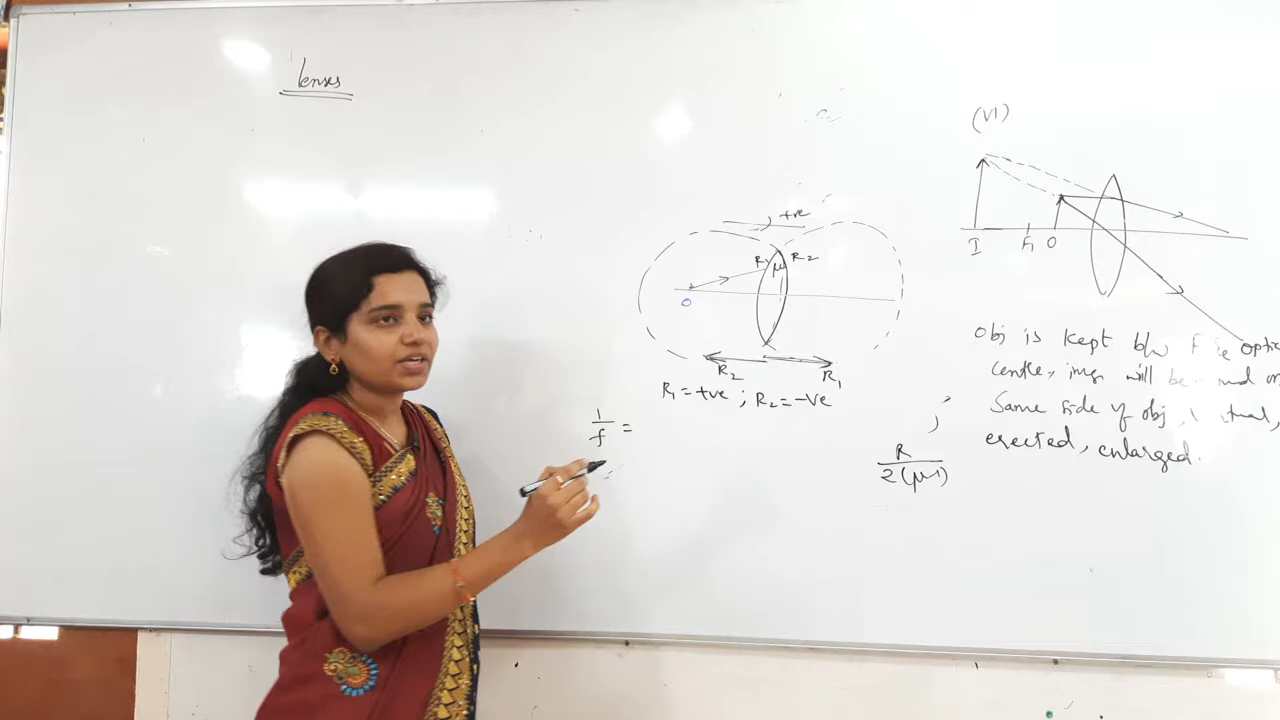 lenses
+ve
R1 μ R2
O
R2 R1
R1 = +ve ; R2 = -ve
1/f =
R/2(μ-1)
(VI)
I F1 O
Obj is kept b/w F &e optic
centre, img will be
Same side of obj,
erected, enlarged.